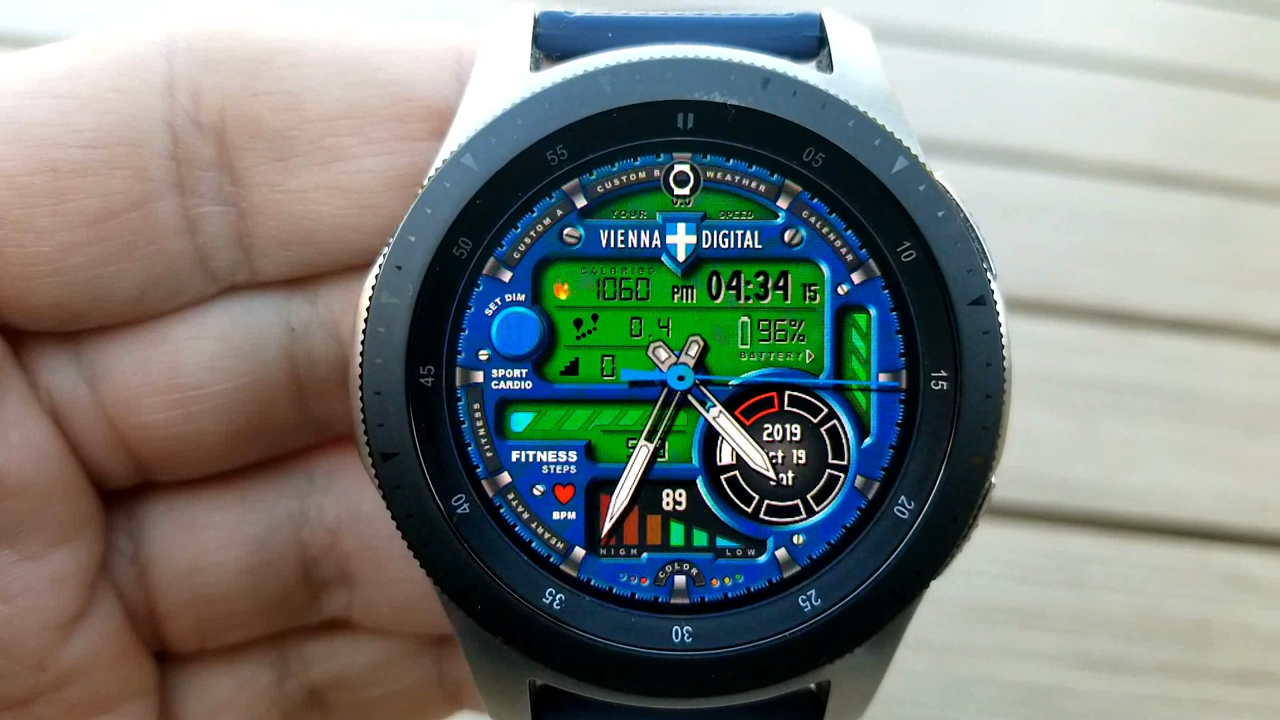 55
05
CUSTOM B
WEATHER
CUSTOM A
CALENDAR
YOUR
SPEED
50
10
VIENNA DIGITAL
CALORIES
1060
PM 04:34 15
SET DIM
0.4
96%
BATTERY
0
45
15
SPORT
CARDIO
2019
FITNESS
FITNESS
STEPS
19
40
20
HEART RATE
89
BPM
HIGH
LOW
COLOR
35
25
30